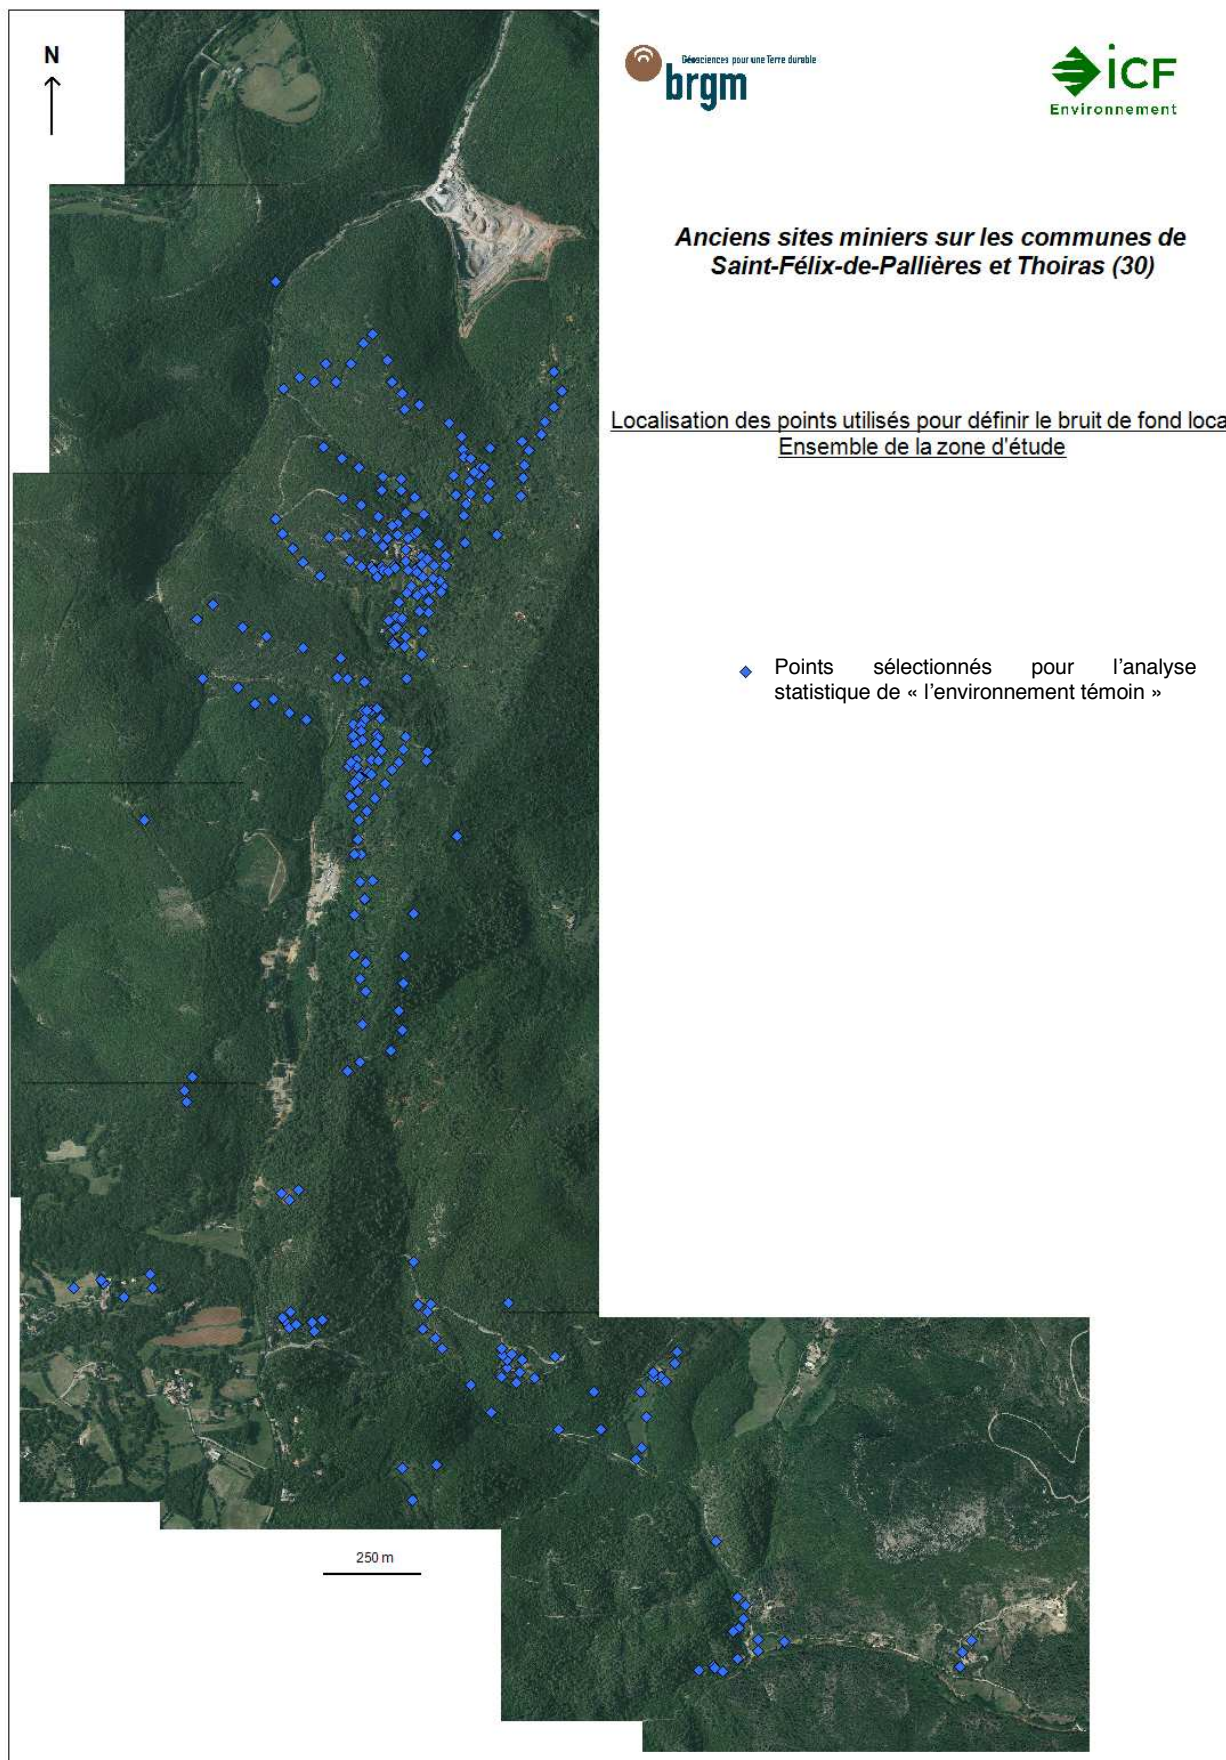 N
Géosciences pour une Terre durable
brgm
iCF
Environnement
Anciens sites miniers sur les communes de
Saint-Félix-de-Pallières et Thoiras (30)
Localisation des points utilisés pour définir le bruit de fond loca
Ensemble de la zone d'étude
Points sélectionnés pour l’analyse
statistique de « l’environnement témoin »
250 m